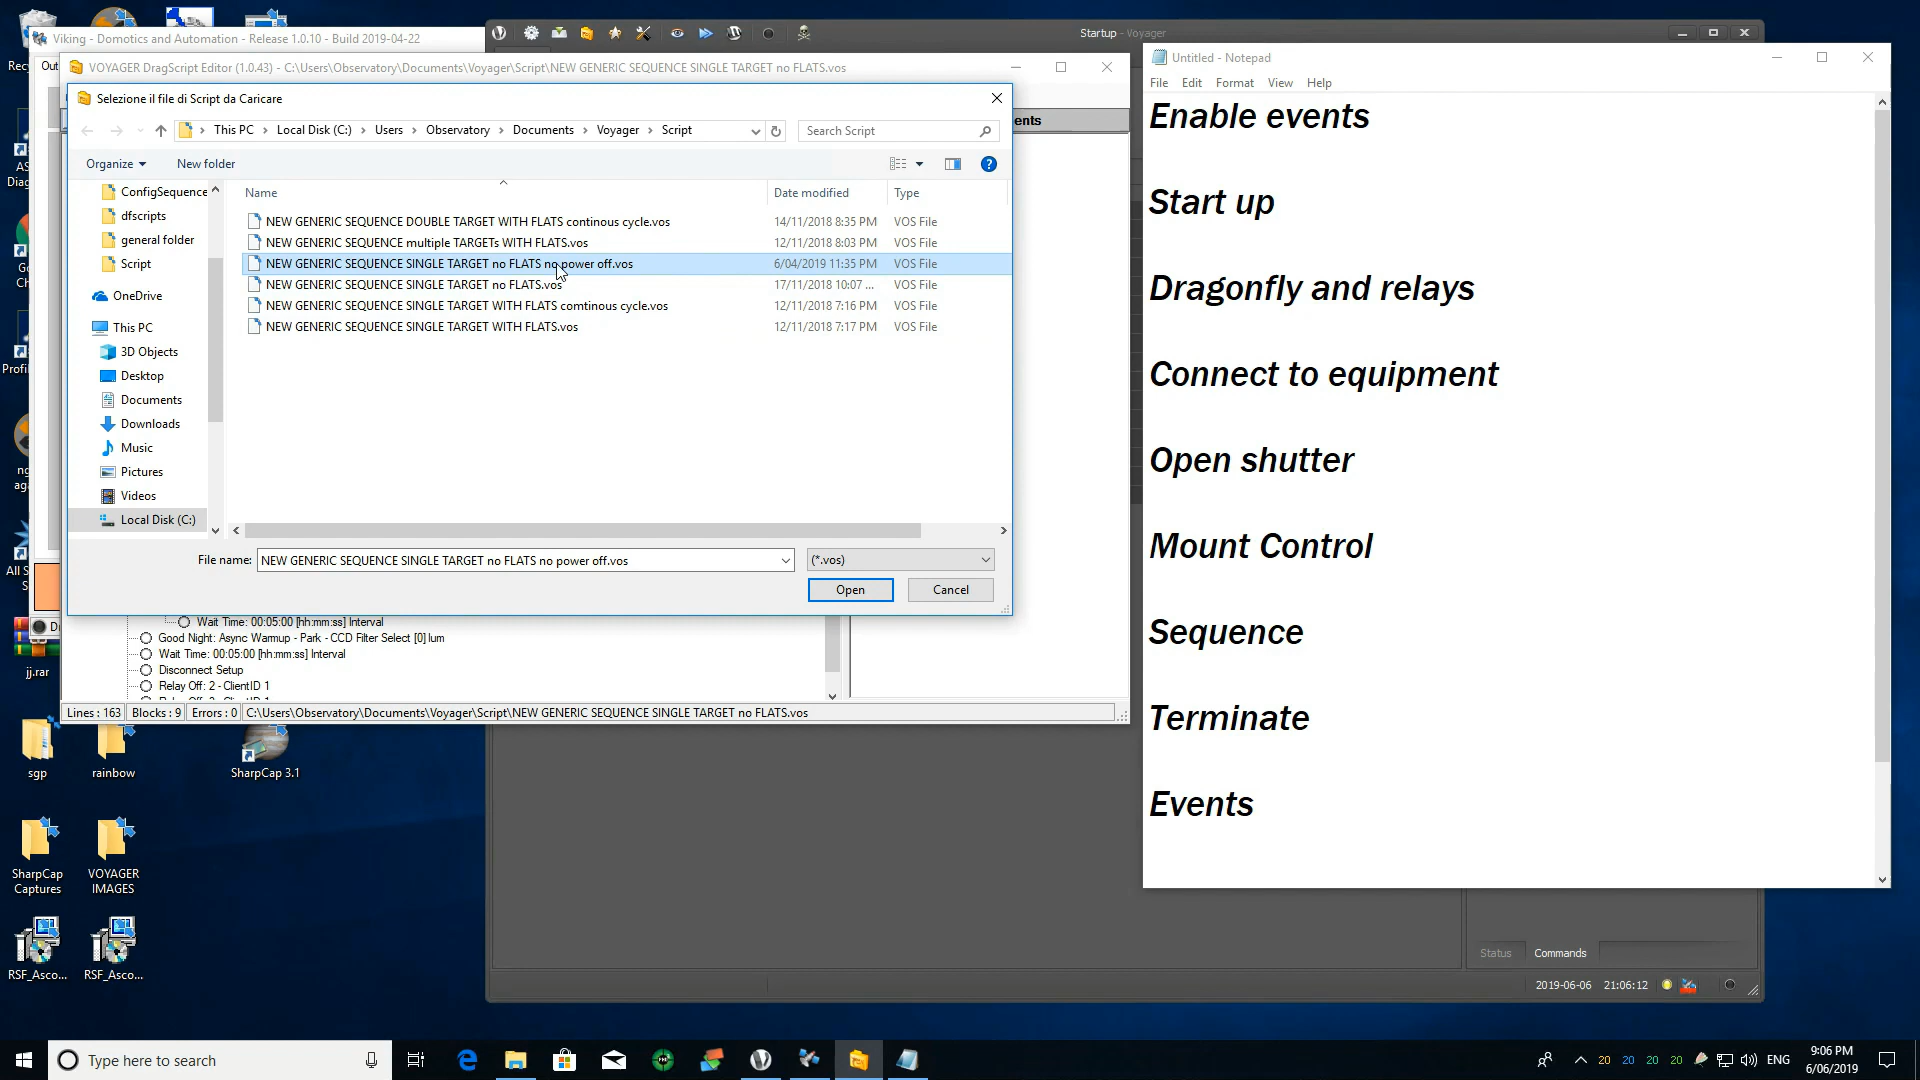 Viking - Domotics and Automation - Release 1.0.10 - Build 2019-04-22
Startup - Voyager
VOYAGER DragScript Editor (1.0.43) - C:\Users\Observatory\Documents\Voyager\Script\NEW GENERIC SEQUENCE SINGLE TARGET no FLATS.vos
Selezione il file di Script da Caricare
This PC > Local Disk (C:) > Users > Observatory > Documents > Voyager > Script
Search Script
Organize
New folder
Name
Date modified
Type
NEW GENERIC SEQUENCE DOUBLE TARGET WITH FLATS continous cycle.vos 14/11/2018 8:35 PM VOS File
NEW GENERIC SEQUENCE multiple TARGETs WITH FLATS.vos 12/11/2018 8:03 PM VOS File
NEW GENERIC SEQUENCE SINGLE TARGET no FLATS no power off.vos 6/04/2019 11:35 PM VOS File
NEW GENERIC SEQUENCE SINGLE TARGET no FLATS.vos 17/11/2018 10:07 ... VOS File
NEW GENERIC SEQUENCE SINGLE TARGET WITH FLATS comtinous cycle.vos 12/11/2018 7:16 PM VOS File
NEW GENERIC SEQUENCE SINGLE TARGET WITH FLATS.vos 12/11/2018 7:17 PM VOS File
ConfigSequence
dfscripts
general folder
Script
OneDrive
This PC
3D Objects
Desktop
Documents
Downloads
Music
Pictures
Videos
Local Disk (C:)
File name: NEW GENERIC SEQUENCE SINGLE TARGET no FLATS no power off.vos
(*.vos)
Open
Cancel
Wait Time: 00:05:00 [hh:mm:ss] Interval
Good Night: Async Warmup - Park - CCD Filter Select [0] lum
Wait Time: 00:05:00 [hh:mm:ss] Interval
Disconnect Setup
Relay Off: 2 - ClientID 1
Lines : 163
Blocks : 9
Errors : 0
C:\Users\Observatory\Documents\Voyager\Script\NEW GENERIC SEQUENCE SINGLE TARGET no FLATS.vos
Untitled - Notepad
File Edit Format View Help
Enable events
Start up
Dragonfly and relays
Connect to equipment
Open shutter
Mount Control
Sequence
Terminate
Events
jj.rar
sgp
rainbow
SharpCap 3.1
SharpCap
Captures
VOYAGER
IMAGES
RSF_Asco...
RSF_Asco...
Status
Commands
2019-06-06 21:06:12
Type here to search
20 20 20 20
ENG
9:06 PM
6/06/2019